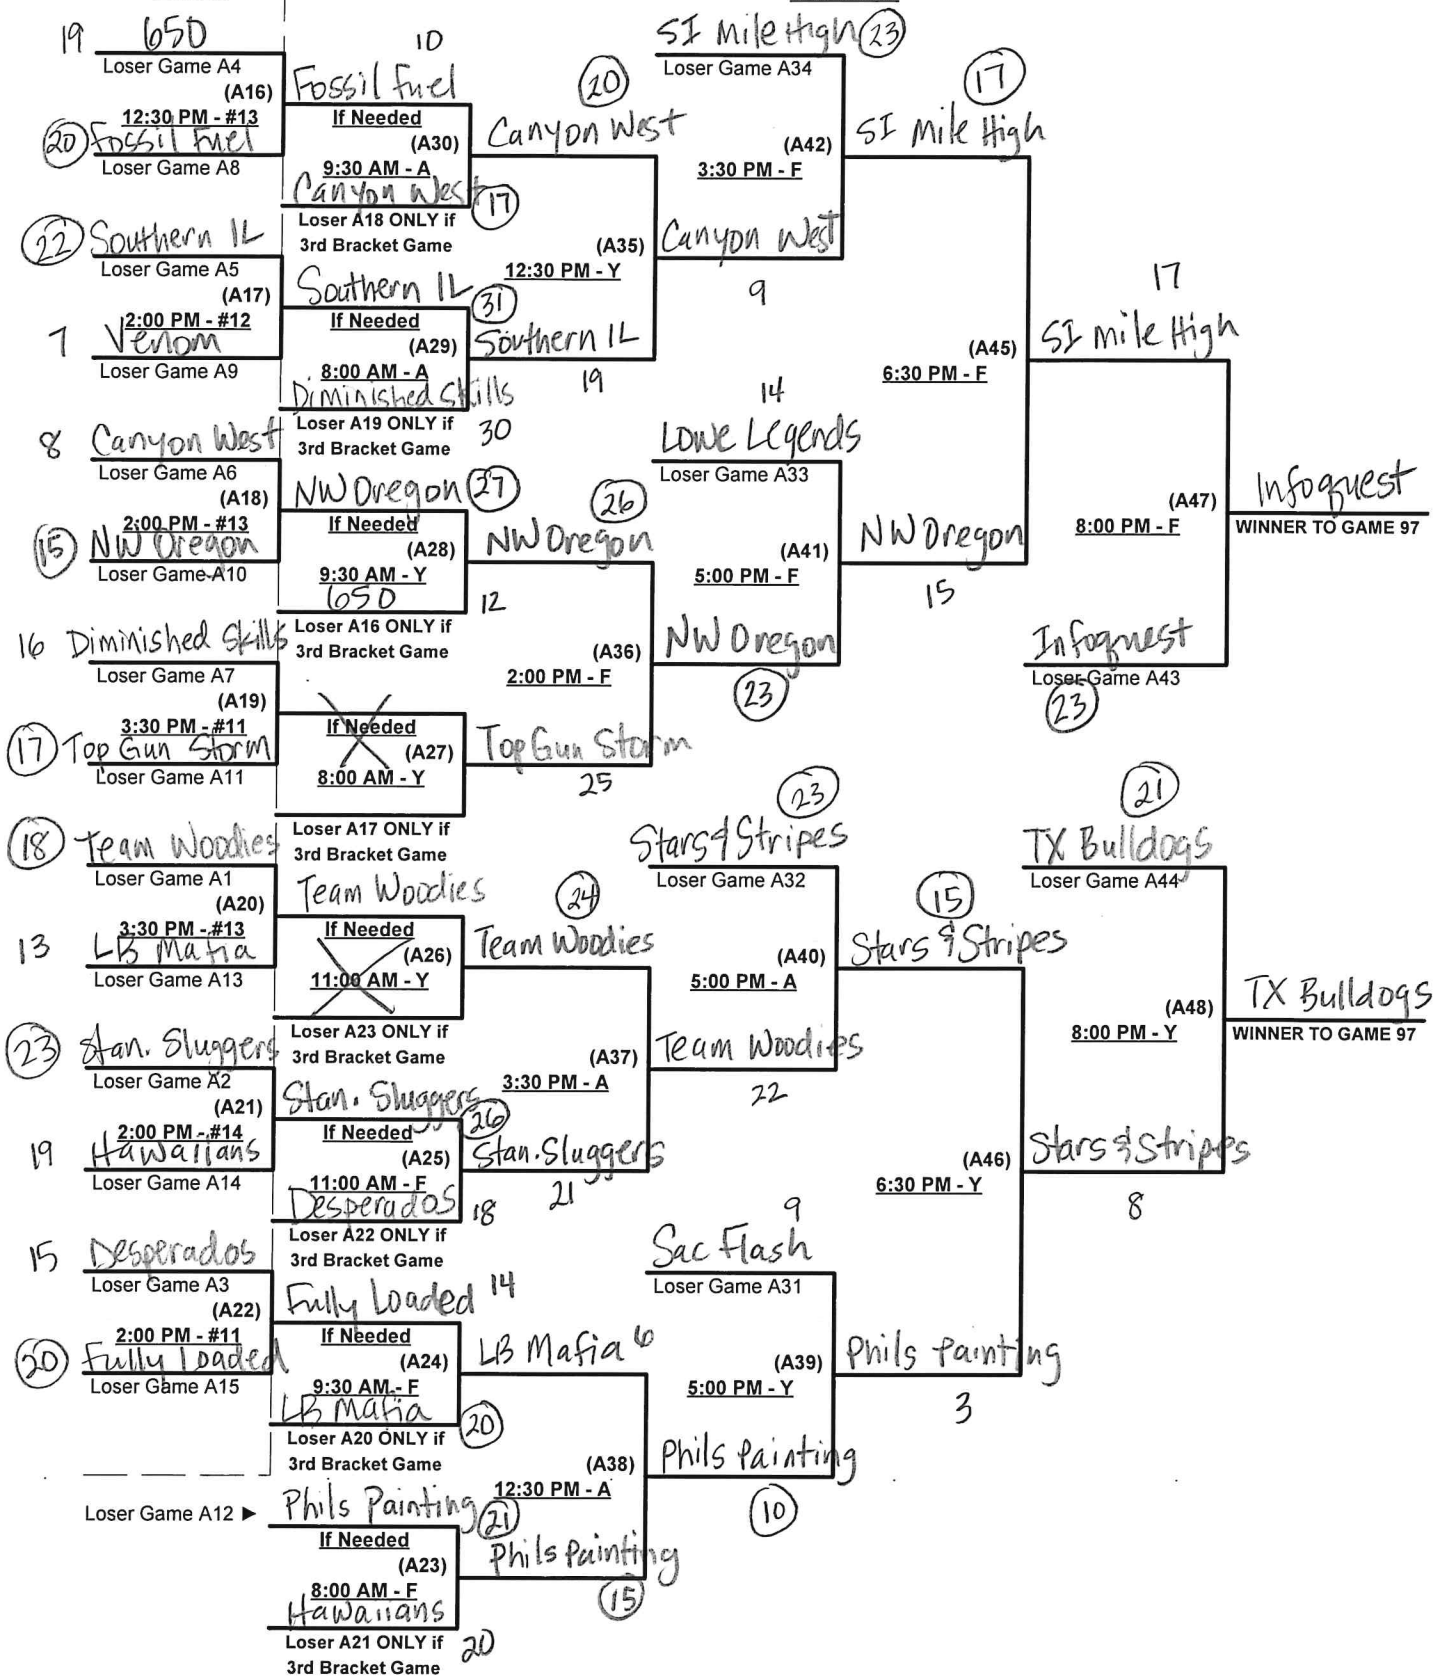 19 650
Loser Game A4
(A16)
12:30 PM - #13
20 Fossil Fuel
Loser Game A8
22 Southern IL
Loser Game A5
(A17)
2:00 PM - #12
7 Venom
Loser Game A9
8 Canyon West
Loser Game A6
(A18)
2:00 PM - #13
15 NW Oregon
Loser Game A10
16 Diminished Skills
Loser Game A7
(A19)
3:30 PM - #11
17 Top Gun Storm
Loser Game A11
18 Team Woodies
Loser Game A1
(A20)
3:30 PM - #13
13 LB Mafia
Loser Game A13
23 Stan. Sluggers
Loser Game A2
(A21)
2:00 PM - #14
19 Hawaiians
Loser Game A14
15 Desperados
Loser Game A3
(A22)
2:00 PM - #11
20 Fully Loaded
Loser Game A15
Loser Game A12 ►
10
Fossil Fuel
If Needed
(A30)
9:30 AM - A
Canyon West 17
Loser A18 ONLY if
3rd Bracket Game
Southern IL 31
If Needed
(A29)
8:00 AM - A
Diminished Skills
30
Loser A19 ONLY if
3rd Bracket Game
NW Oregon 27
If Needed
(A28)
9:30 AM - Y
650 12
Loser A16 ONLY if
3rd Bracket Game
If Needed
(A27)
8:00 AM - Y
Loser A17 ONLY if
3rd Bracket Game
Team Woodies
If Needed
(A26)
11:00 AM - Y
Loser A23 ONLY if
3rd Bracket Game
Stan. Sluggers 26
If Needed
(A25)
11:00 AM - F
Desperados 18
Loser A22 ONLY if
3rd Bracket Game
Fully Loaded 14
If Needed
(A24)
9:30 AM - F
LB Mafia 20
Loser A20 ONLY if
3rd Bracket Game
Phils Painting 21
If Needed
(A23)
8:00 AM - F
Hawaiians 20
Loser A21 ONLY if
3rd Bracket Game
20
Canyon West
(A35)
12:30 PM - Y
Southern IL
19
26
NW Oregon
(A36)
2:00 PM - F
Top Gun Storm
25
24
Team Woodies
(A37)
3:30 PM - A
Stan. Sluggers
21
LB Mafia 6
(A38)
12:30 PM - A
Phils Painting
15
SI Mile High 23
Loser Game A34
(A42)
3:30 PM - F
Canyon West
9
14
Lowe Legends
Loser Game A33
(A41)
5:00 PM - F
NW Oregon
23
23
Stars & Stripes
Loser Game A32
(A40)
5:00 PM - A
Team Woodies
22
9
Sac Flash
Loser Game A31
(A39)
5:00 PM - Y
Phils Painting
10
17
SI Mile High
(A45)
6:30 PM - F
NW Oregon
15
15
Stars & Stripes
(A46)
6:30 PM - Y
Phils Painting
3
17
SI Mile High
(A47)
8:00 PM - F
Infoquest
Loser Game A43
23
21
TX Bulldogs
Loser Game A44
(A48)
8:00 PM - Y
Stars & Stripes
8
Infoquest
WINNER TO GAME 97
TX Bulldogs
WINNER TO GAME 97